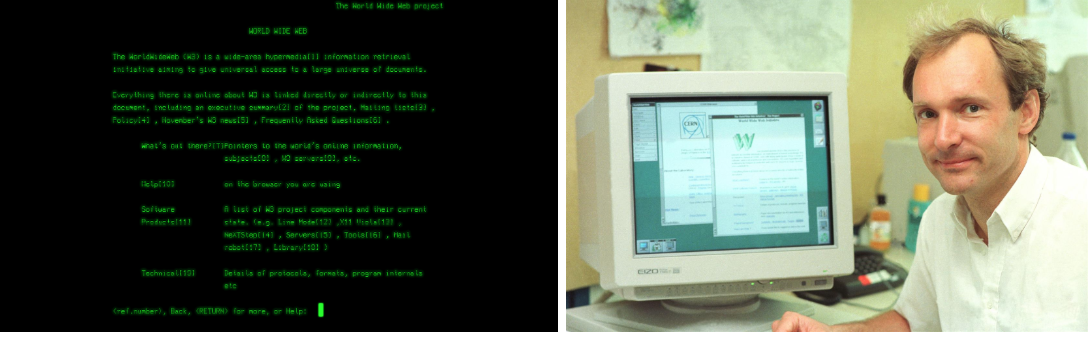 The World Wide Web project
WORLD WIDE WEB
The WorldWideWeb (W3) is a wide-area hypermedia[1] information retrieval
initiative aiming to give universal access to a large universe of documents.
Everything there is online about W3 is linked directly or indirectly to this
document, including an executive summary[2] of the project, Mailing lists[3] ,
Policy[4] , November's W3 news[5] , Frequently Asked Questions[6] .
What's out there?[7]Pointers to the world's online information,
subjects[8] , W3 servers[9], etc.
Help[10] on the browser you are using
Software A list of W3 project components and their current
Products[11] state. (e.g. Line Mode[12] ,X11 Viola[13] ,
NeXTStep[14] , Servers[15] , Tools[16] , Mail
robot[17] , Library[18] )
Technical[19] Details of protocols, formats, program internals
etc
<ref.number>, Back, <RETURN> for more, or Help:
CERN
W
EIZO